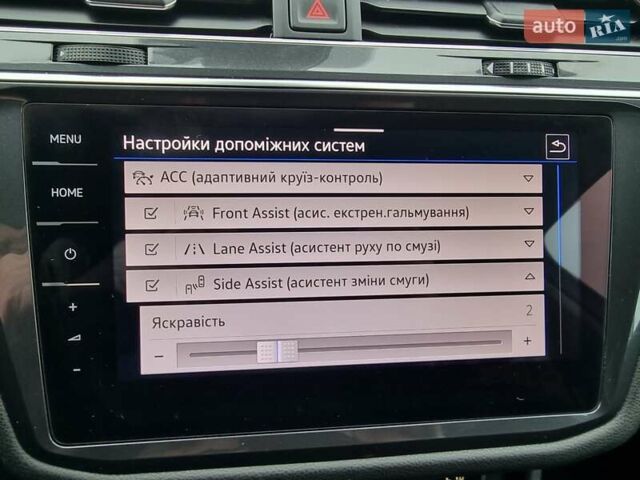 auto RIA .com
MENU
HOME
Настройки допоміжних систем
ACC (адаптивний круїз-контроль)
Front Assist (асис. екстрен.гальмування)
Lane Assist (асистент руху по смузі)
Side Assist (асистент зміни смуги)
Яскравість 2
− +
+
−